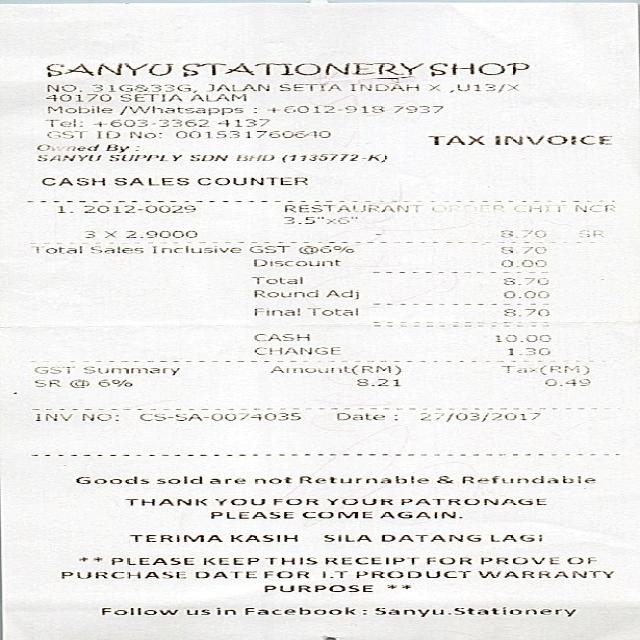 SANYU STATIONERY SHOP
NO. 31G&33G, JALAN SETIA INDAH X ,U13/X
40170 SETIA ALAM
Mobile /Whatsapps : +6012-918-7937
Tel: +603-3362 4137
GST ID No: 001531760640
TAX INVOICE
Owned By :
SANYU SUPPLY SDN BHD (1135772-K)
CASH SALES COUNTER
1. 2012-0029 RESTAURANT ORDER CHIT NCR
3.5"x6"
3 X 2.9000 8.70 SR
Total Sales Inclusive GST @6% 8.70
Discount 0.00
Total 8.70
Round Adj 0.00
Final Total 8.70
CASH 10.00
CHANGE 1.30
GST Summary Amount(RM) Tax(RM)
SR @ 6% 8.21 0.49
INV NO: CS-SA-0074035 Date : 27/03/2017
Goods sold are not Returnable & Refundable
THANK YOU FOR YOUR PATRONAGE
PLEASE COME AGAIN.
TERIMA KASIH SILA DATANG LAGI
** PLEASE KEEP THIS RECEIPT FOR PROVE OF
PURCHASE DATE FOR I.T PRODUCT WARRANTY
PURPOSE **
Follow us in Facebook : Sanyu.Stationery